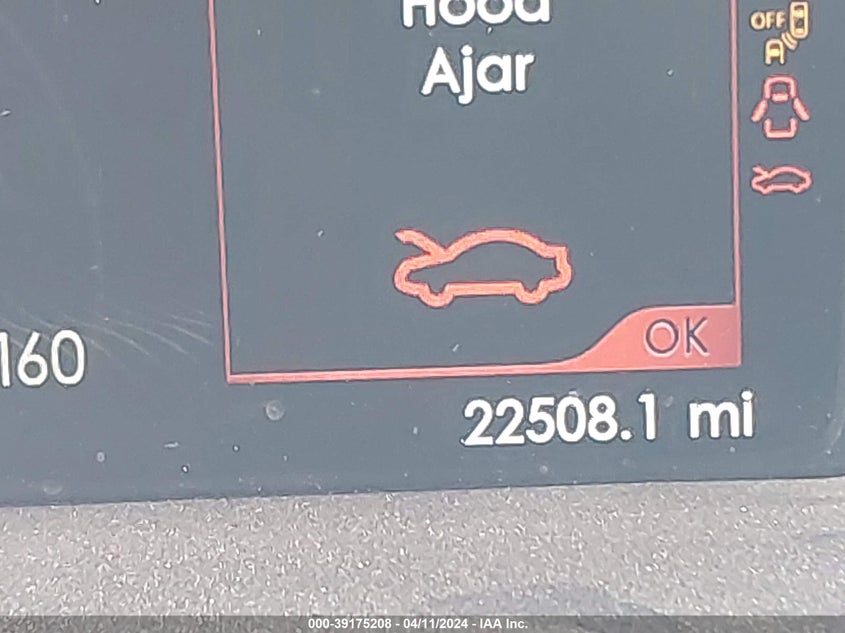 Hood
Ajar
OFF
A
OK
160
22508.1 mi
000-39175208 - 04/11/2024 - IAA Inc.